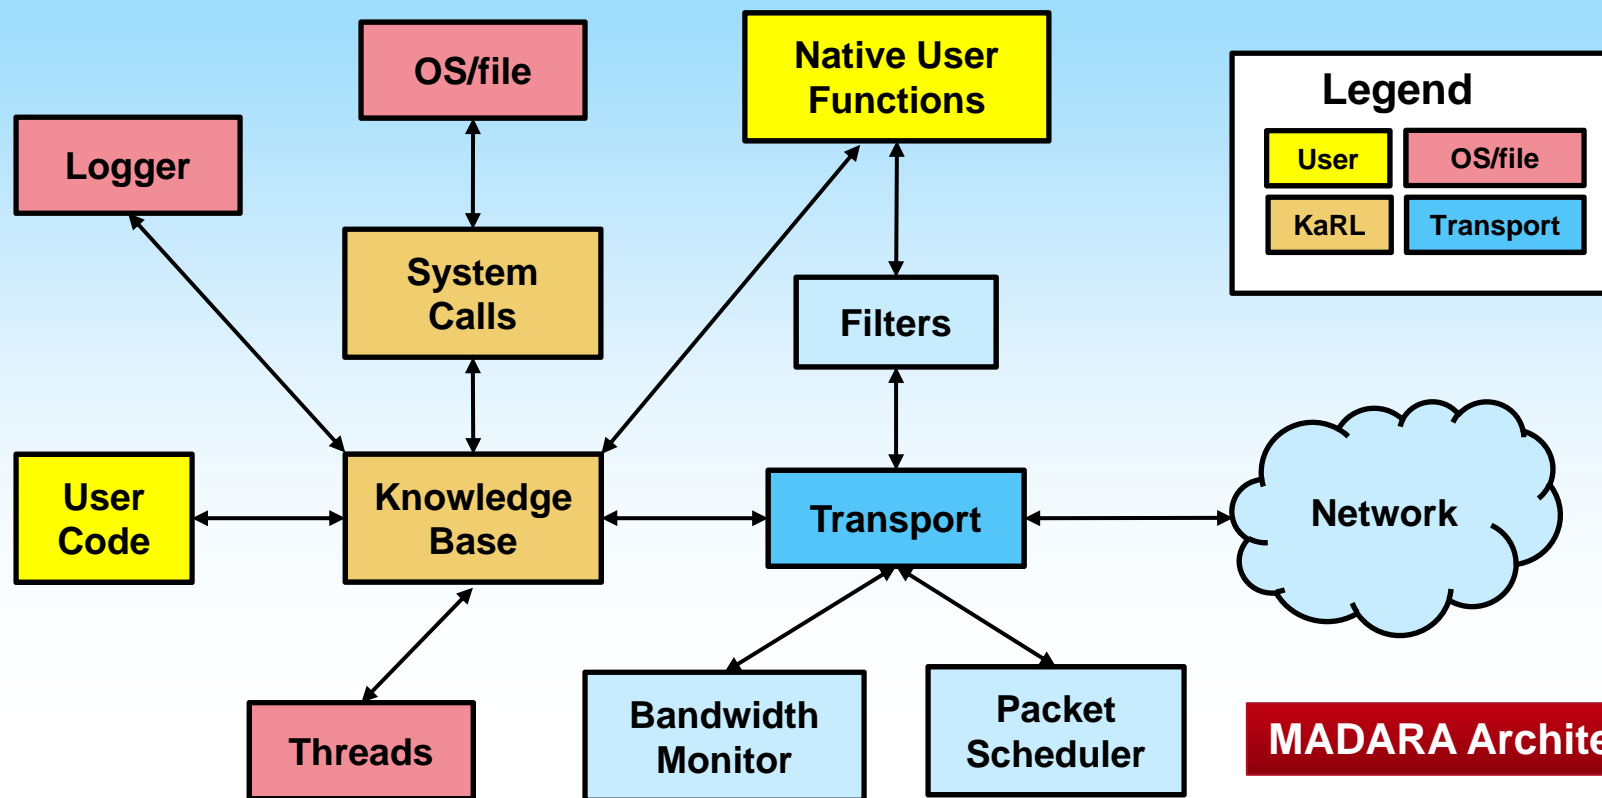 OS/file
Native User
Functions
Legend
User
OS/file
KaRL
Transport
Logger
System
Calls
Filters
User
Code
Knowledge
Base
Transport
Network
Threads
Bandwidth
Monitor
Packet
Scheduler
MADARA Archite